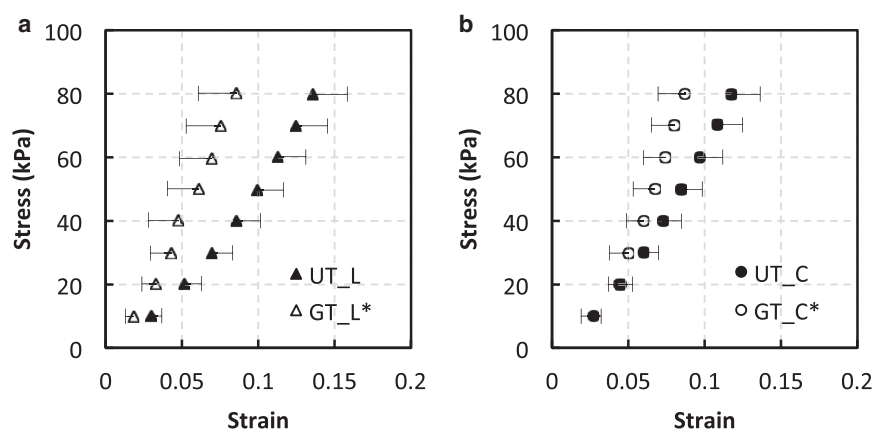 a
100
80
60
40
20
0
Stress (kPa)
0 0.05 0.1 0.15 0.2
Strain
UT_L
GT_L*
b
100
80
60
40
20
0
Stress (kPa)
0 0.05 0.1 0.15 0.2
Strain
UT_C
GT_C*